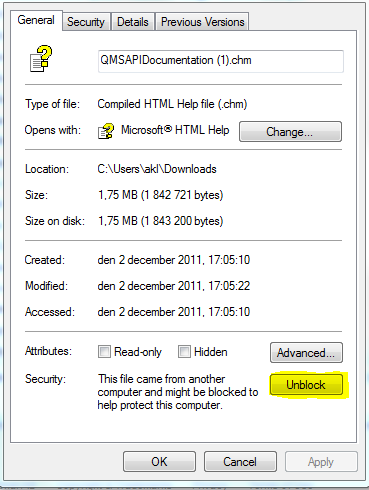 General Security Details Previous Versions
QMSAPIDocumentation (1).chm
Type of file: Compiled HTML Help file (.chm)
Opens with: Microsoft® HTML Help Change...
Location: C:\Users\akl\Downloads
Size: 1,75 MB (1 842 721 bytes)
Size on disk: 1,75 MB (1 843 200 bytes)
Created: den 2 december 2011, 17:05:10
Modified: den 2 december 2011, 17:05:22
Accessed: den 2 december 2011, 17:05:10
Attributes: Read-only Hidden Advanced...
Security: This file came from another
computer and might be blocked to
help protect this computer.
Unblock
OK Cancel Apply